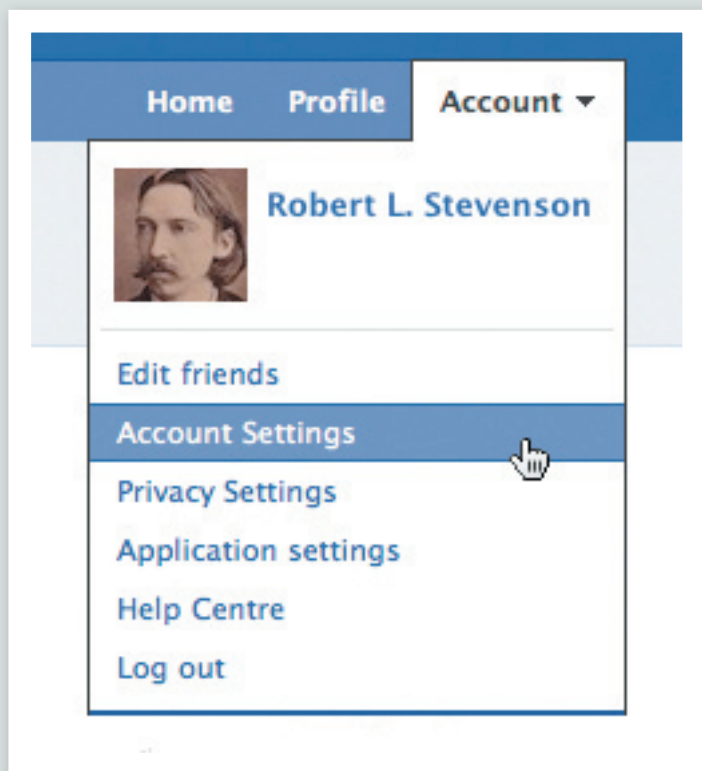 Home Profile Account
Robert L. Stevenson
Edit friends
Account Settings
Privacy Settings
Application settings
Help Centre
Log out